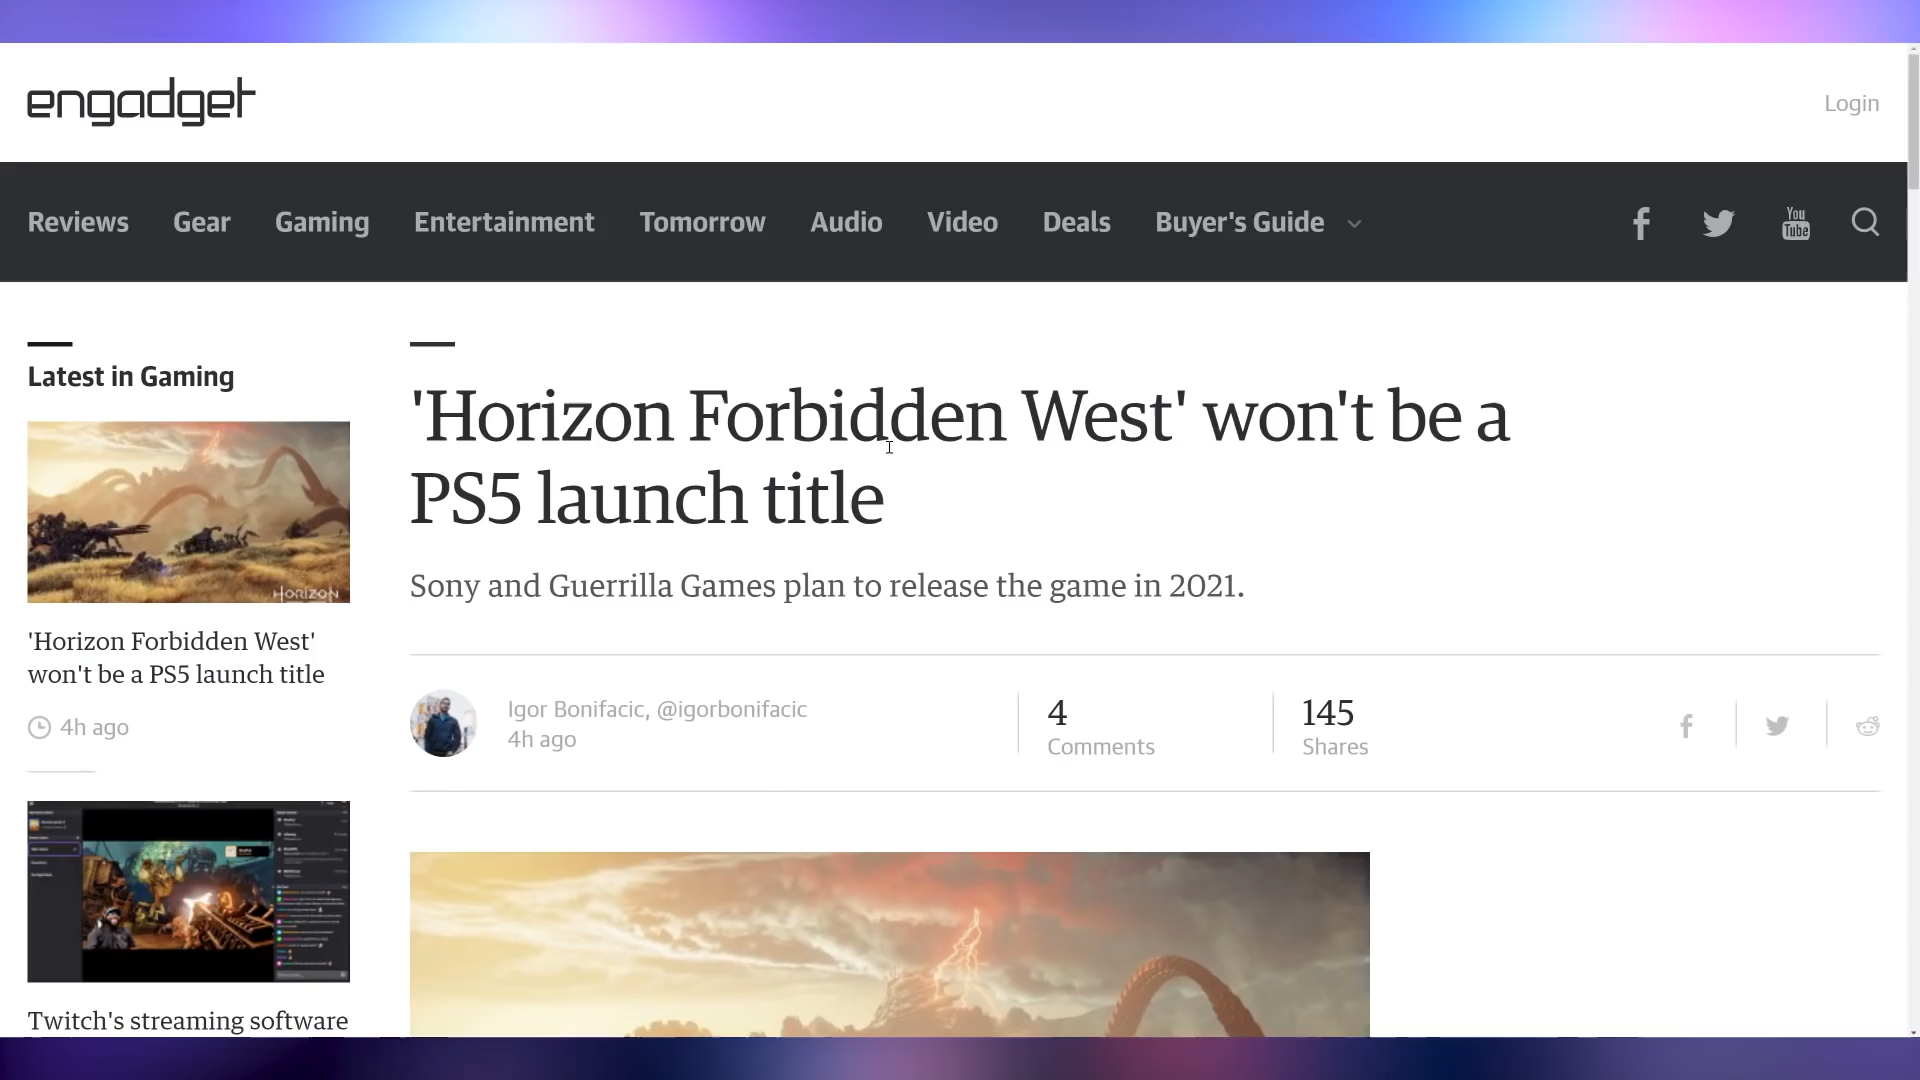 engadget
Login
Reviews Gear Gaming Entertainment Tomorrow Audio Video Deals Buyer's Guide
You
Tube
Latest in Gaming
HORIZON
'Horizon Forbidden West'
won't be a PS5 launch title
4h ago
Twitch's streaming software
'Horizon Forbidden West' won't be a
PS5 launch title
Sony and Guerrilla Games plan to release the game in 2021.
Igor Bonifacic, @igorbonifacic
4h ago
4
Comments
145
Shares